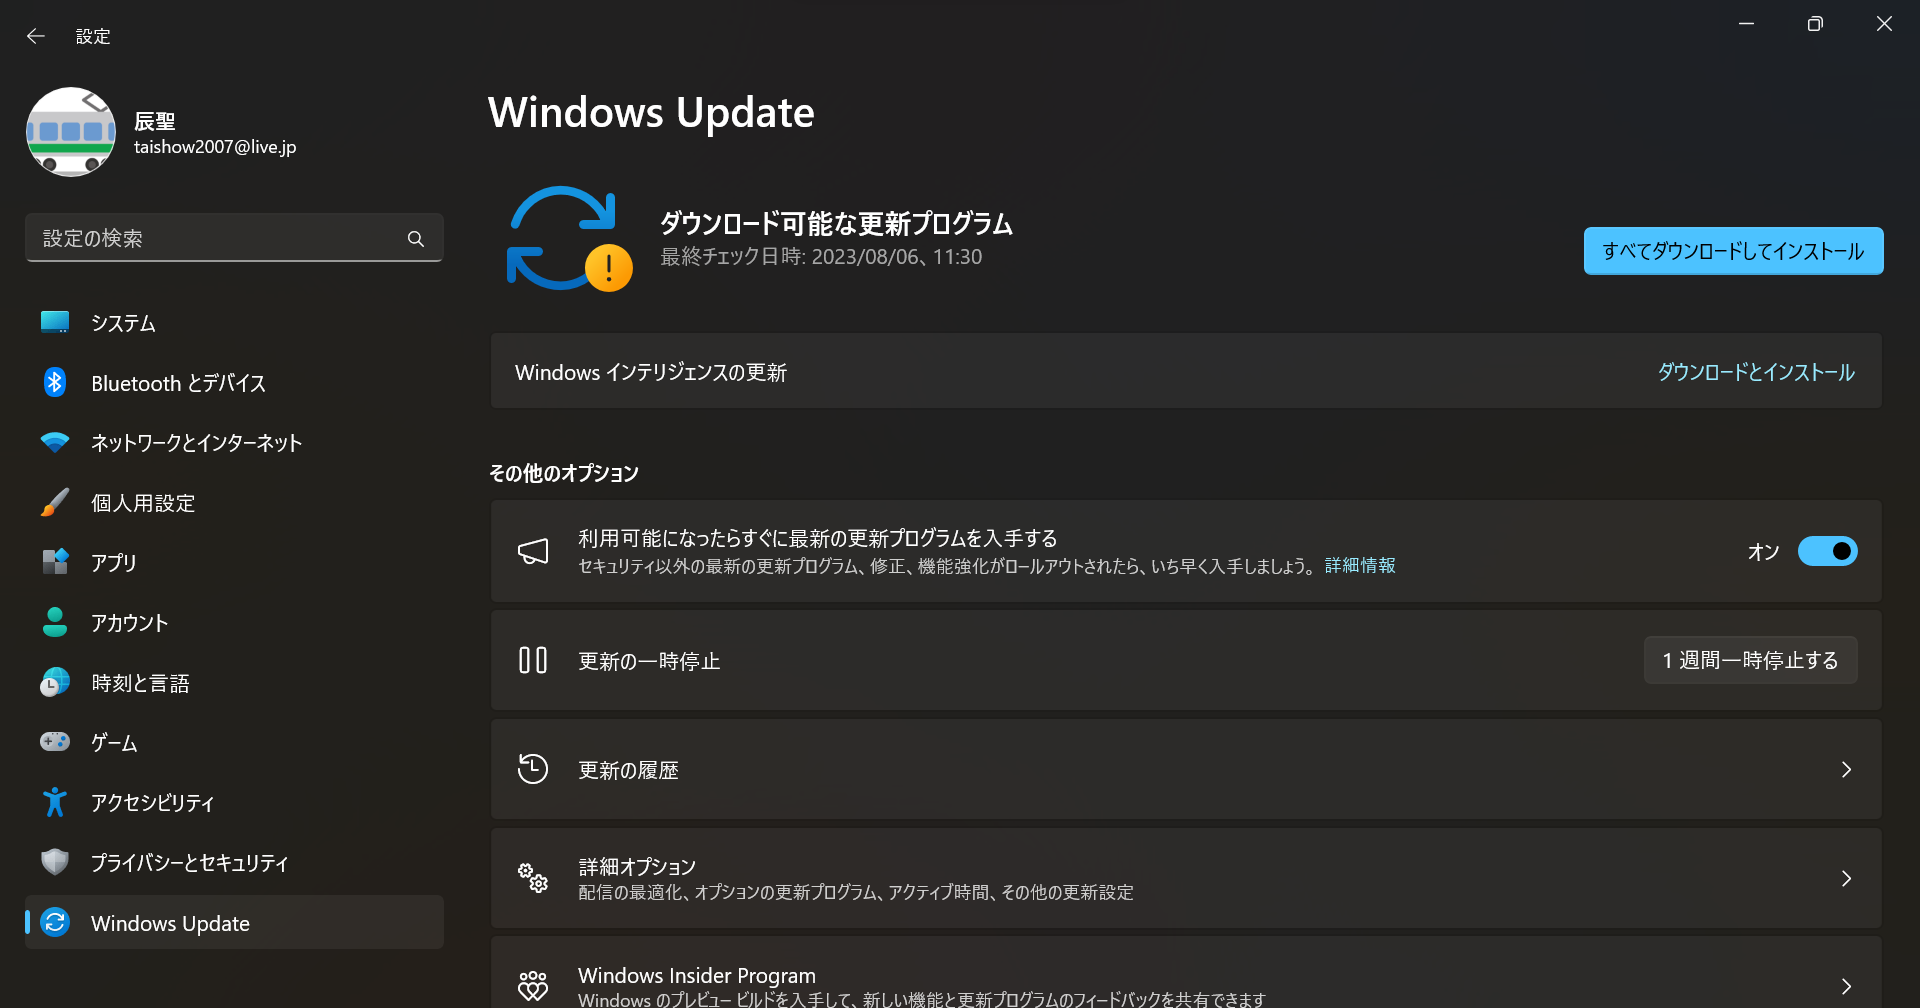 設定
辰聖
taishow2007@live.jp
設定の検索
システム
Bluetooth とデバイス
ネットワークとインターネット
個人用設定
アプリ
アカウント
時刻と言語
ゲーム
アクセシビリティ
プライバシーとセキュリティ
Windows Update
Windows Update
ダウンロード可能な更新プログラム
最終チェック日時: 2023/08/06、11:30
すべてダウンロードしてインストール
Windows インテリジェンスの更新
ダウンロードとインストール
その他のオプション
利用可能になったらすぐに最新の更新プログラムを入手する
セキュリティ以外の最新の更新プログラム、修正、機能強化がロールアウトされたら、いち早く入手しましょう。 詳細情報
オン
更新の一時停止
1 週間一時停止する
更新の履歴
詳細オプション
配信の最適化、オプションの更新プログラム、アクティブ時間、その他の更新設定
Windows Insider Program
Windows のプレビュー ビルドを入手して、新しい機能と更新プログラムのフィードバックを共有できます